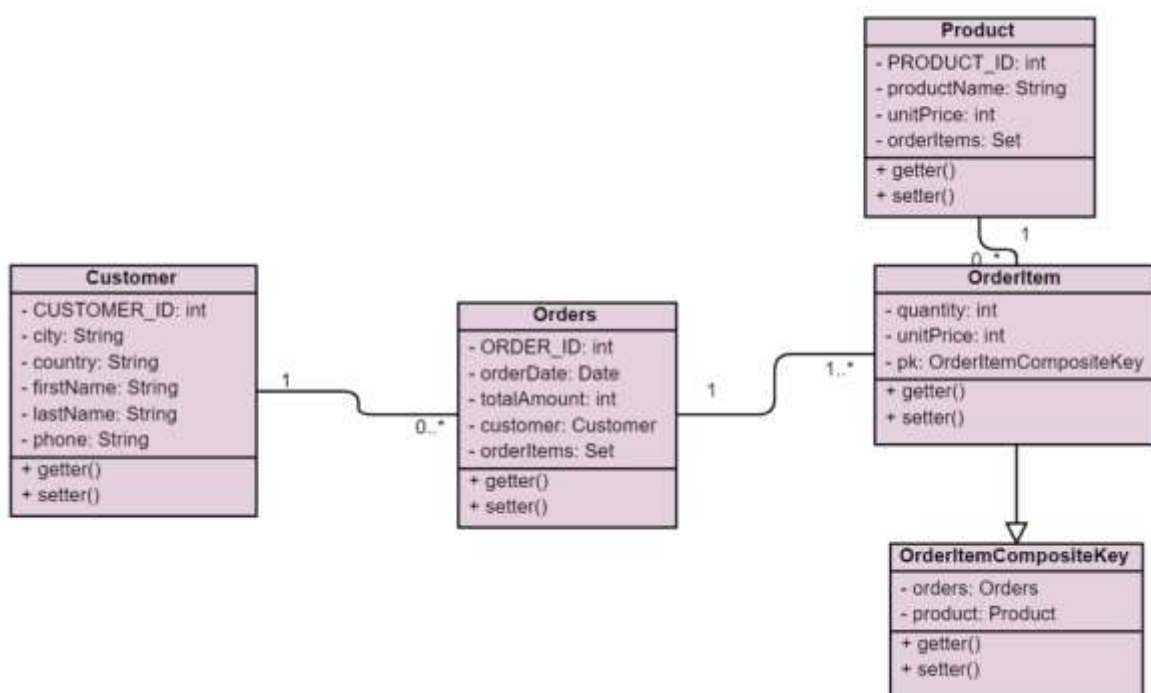 Product
- PRODUCT_ID: int
- productName: String
- unitPrice: int
- orderItems: Set
+ getter()
+ setter()
1
0..*
Customer
- CUSTOMER_ID: int
- city: String
- country: String
- firstName: String
- lastName: String
- phone: String
+ getter()
+ setter()
1
0..*
Orders
- ORDER_ID: int
- orderDate: Date
- totalAmount: int
- customer: Customer
- orderItems: Set
+ getter()
+ setter()
1
1..*
OrderItem
- quantity: int
- unitPrice: int
- pk: OrderItemCompositeKey
+ getter()
+ setter()
OrderItemCompositeKey
- orders: Orders
- product: Product
+ getter()
+ setter()